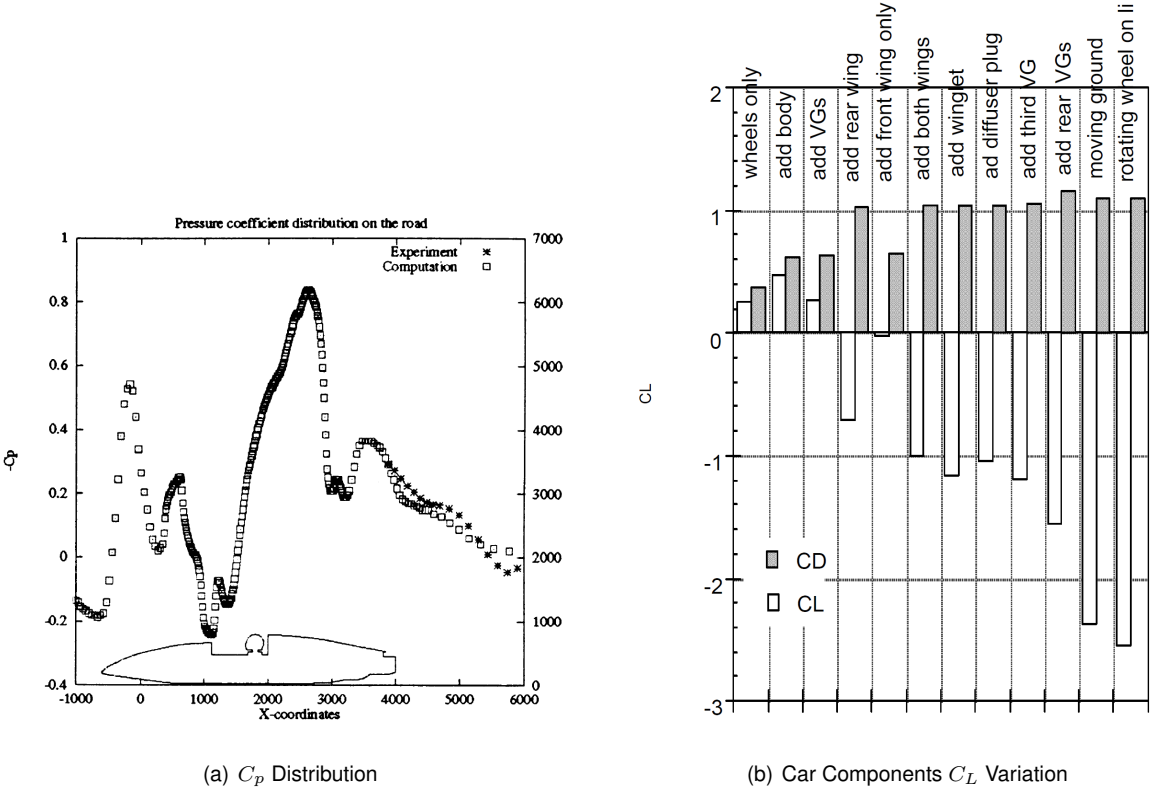 Pressure coefficient distribution on the road
Experiment
Computation
-Cp
1
0.8
0.6
0.4
0.2
0
-0.2
-0.4
7000
6000
5000
4000
3000
2000
1000
0
-1000 0 1000 2000 3000 4000 5000 6000
X-coordinates
(a) Cp Distribution
wheels only
add body
add VGs
add rear wing
add front wing only
add both wings
add winglet
ad diffuser plug
add third VG
add rear VGs
moving ground
rotating wheel on li
CL
2
1
0
-1
-2
-3
CD
CL
(b) Car Components CL Variation